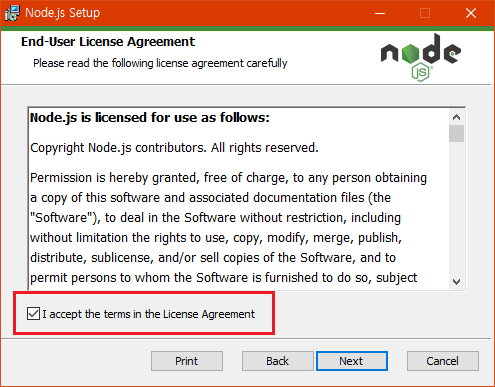 Node.js Setup
End-User License Agreement
Please read the following license agreement carefully
node
JS
Node.js is licensed for use as follows:
Copyright Node.js contributors. All rights reserved.
Permission is hereby granted, free of charge, to any person obtaining
a copy of this software and associated documentation files (the
"Software"), to deal in the Software without restriction, including
without limitation the rights to use, copy, modify, merge, publish,
distribute, sublicense, and/or sell copies of the Software, and to
permit persons to whom the Software is furnished to do so, subject
I accept the terms in the License Agreement
Print Back Next Cancel